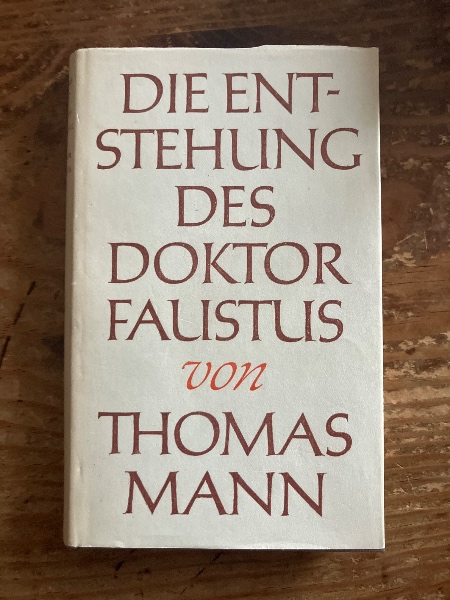 DIE ENT-
STEHUNG
DES
DOKTOR
FAUSTUS
von
THOMAS
MANN